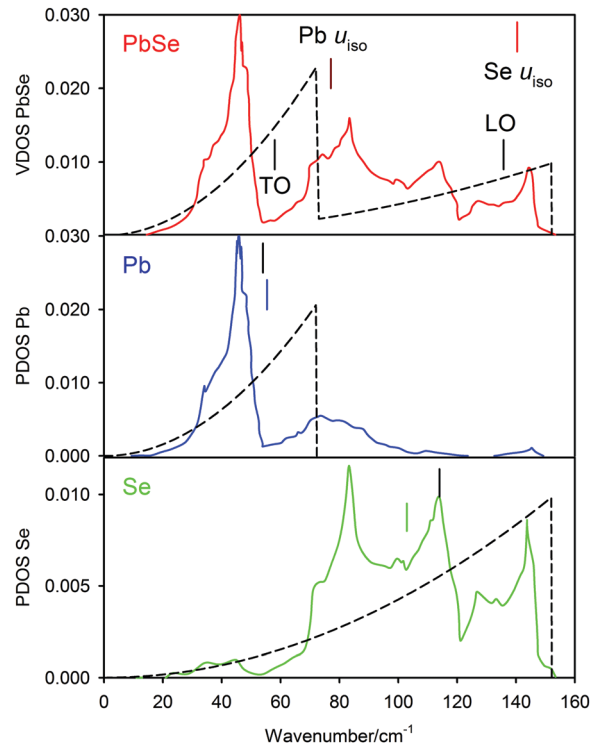 0.030
PbSe
Pb uiso
Se uiso
0.020
VDOS PbSe
LO
0.010
TO
0.030
Pb
0.020
PDOS Pb
0.010
0.000
Se
0.010
PDOS Se
0.005
0.000
0 20 40 60 80 100 120 140 160
Wavenumber/cm-1